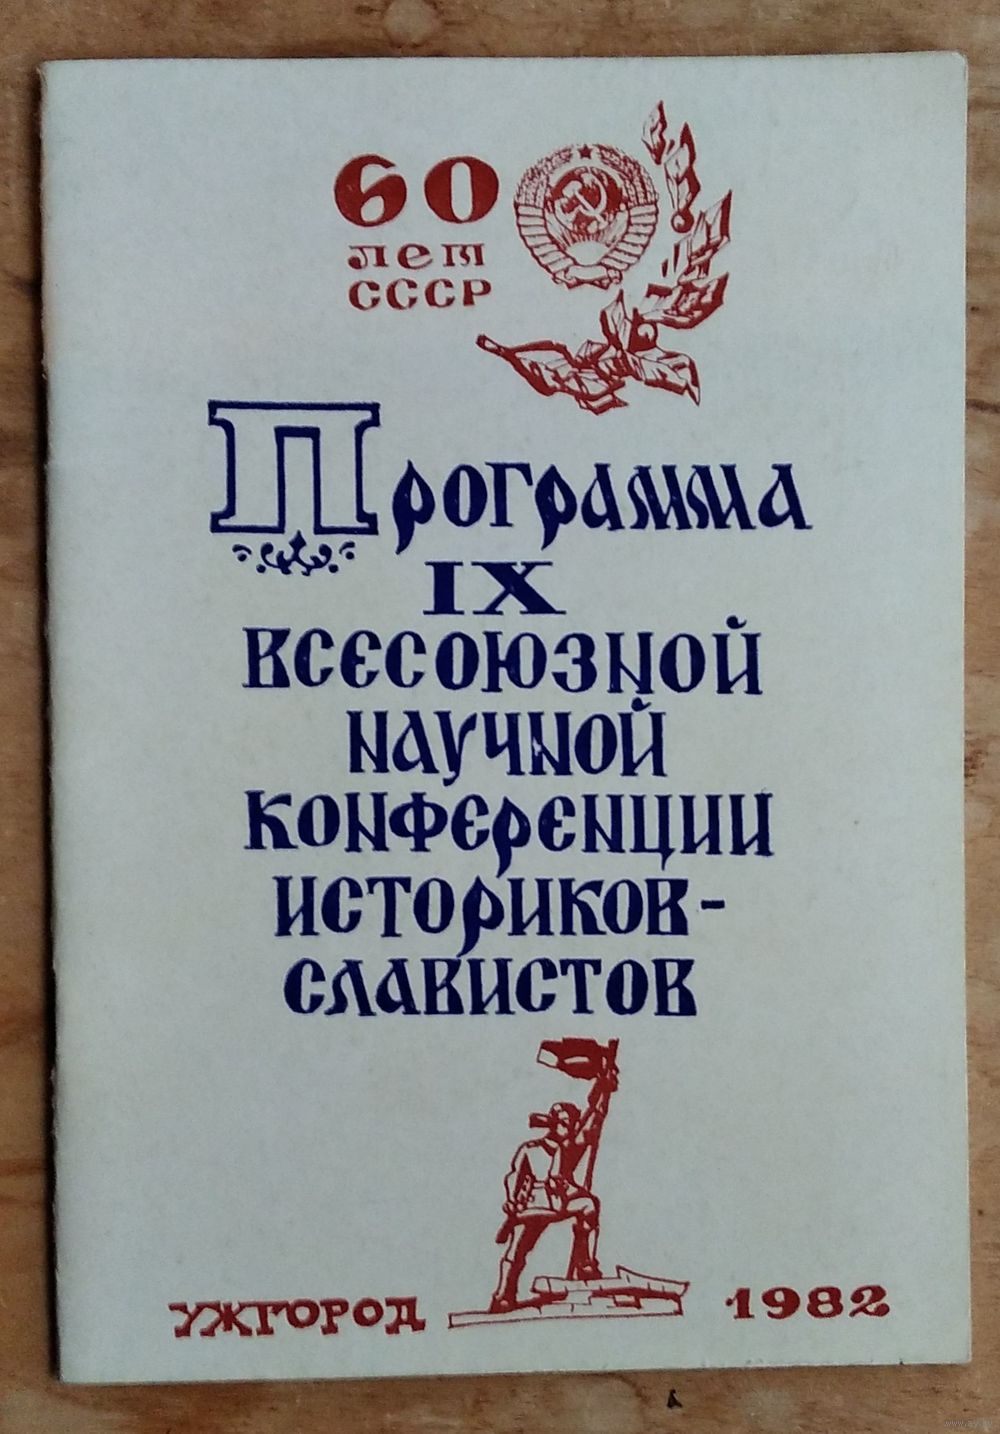 60
лет
СССР
Программа
IX
ВСЕСОЮЗНОЙ
НАУЧНОЙ
КОНФЕРЕНЦИИ
ИСТОРИКОВ-
СЛАВИСТОВ
УЖГОРОД 1982